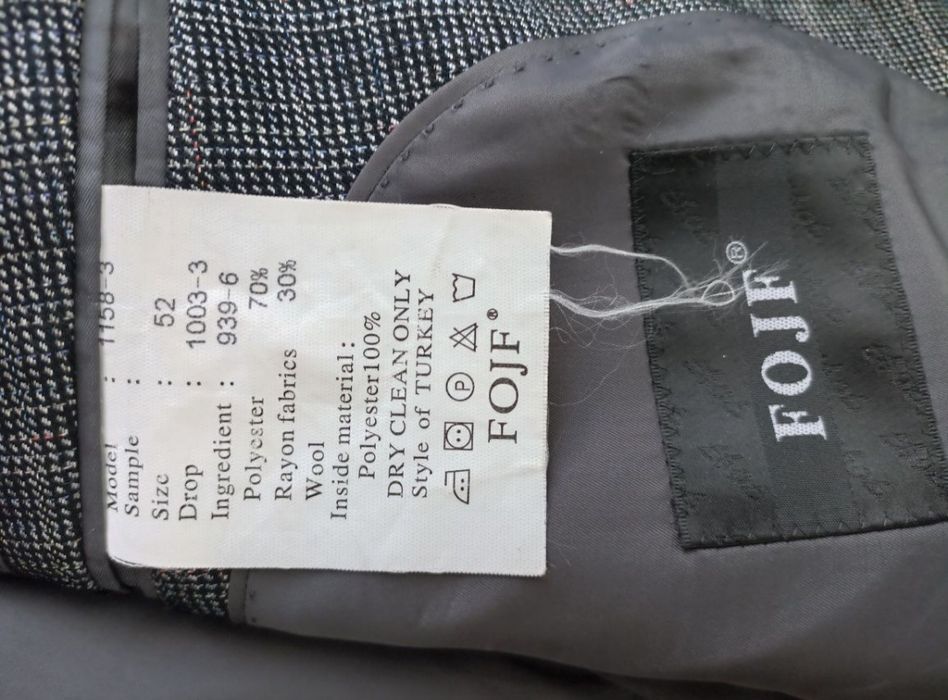 Model : 1158-3
Sample :
Size : 52
Drop : 1003-3
Ingredient : 939-6
Polyester 70%
Rayon fabrics 30%
Wool
Inside material:
Polyester100%
DRY CLEAN ONLY
Style of TURKEY
P
FOJF®
FOJF®